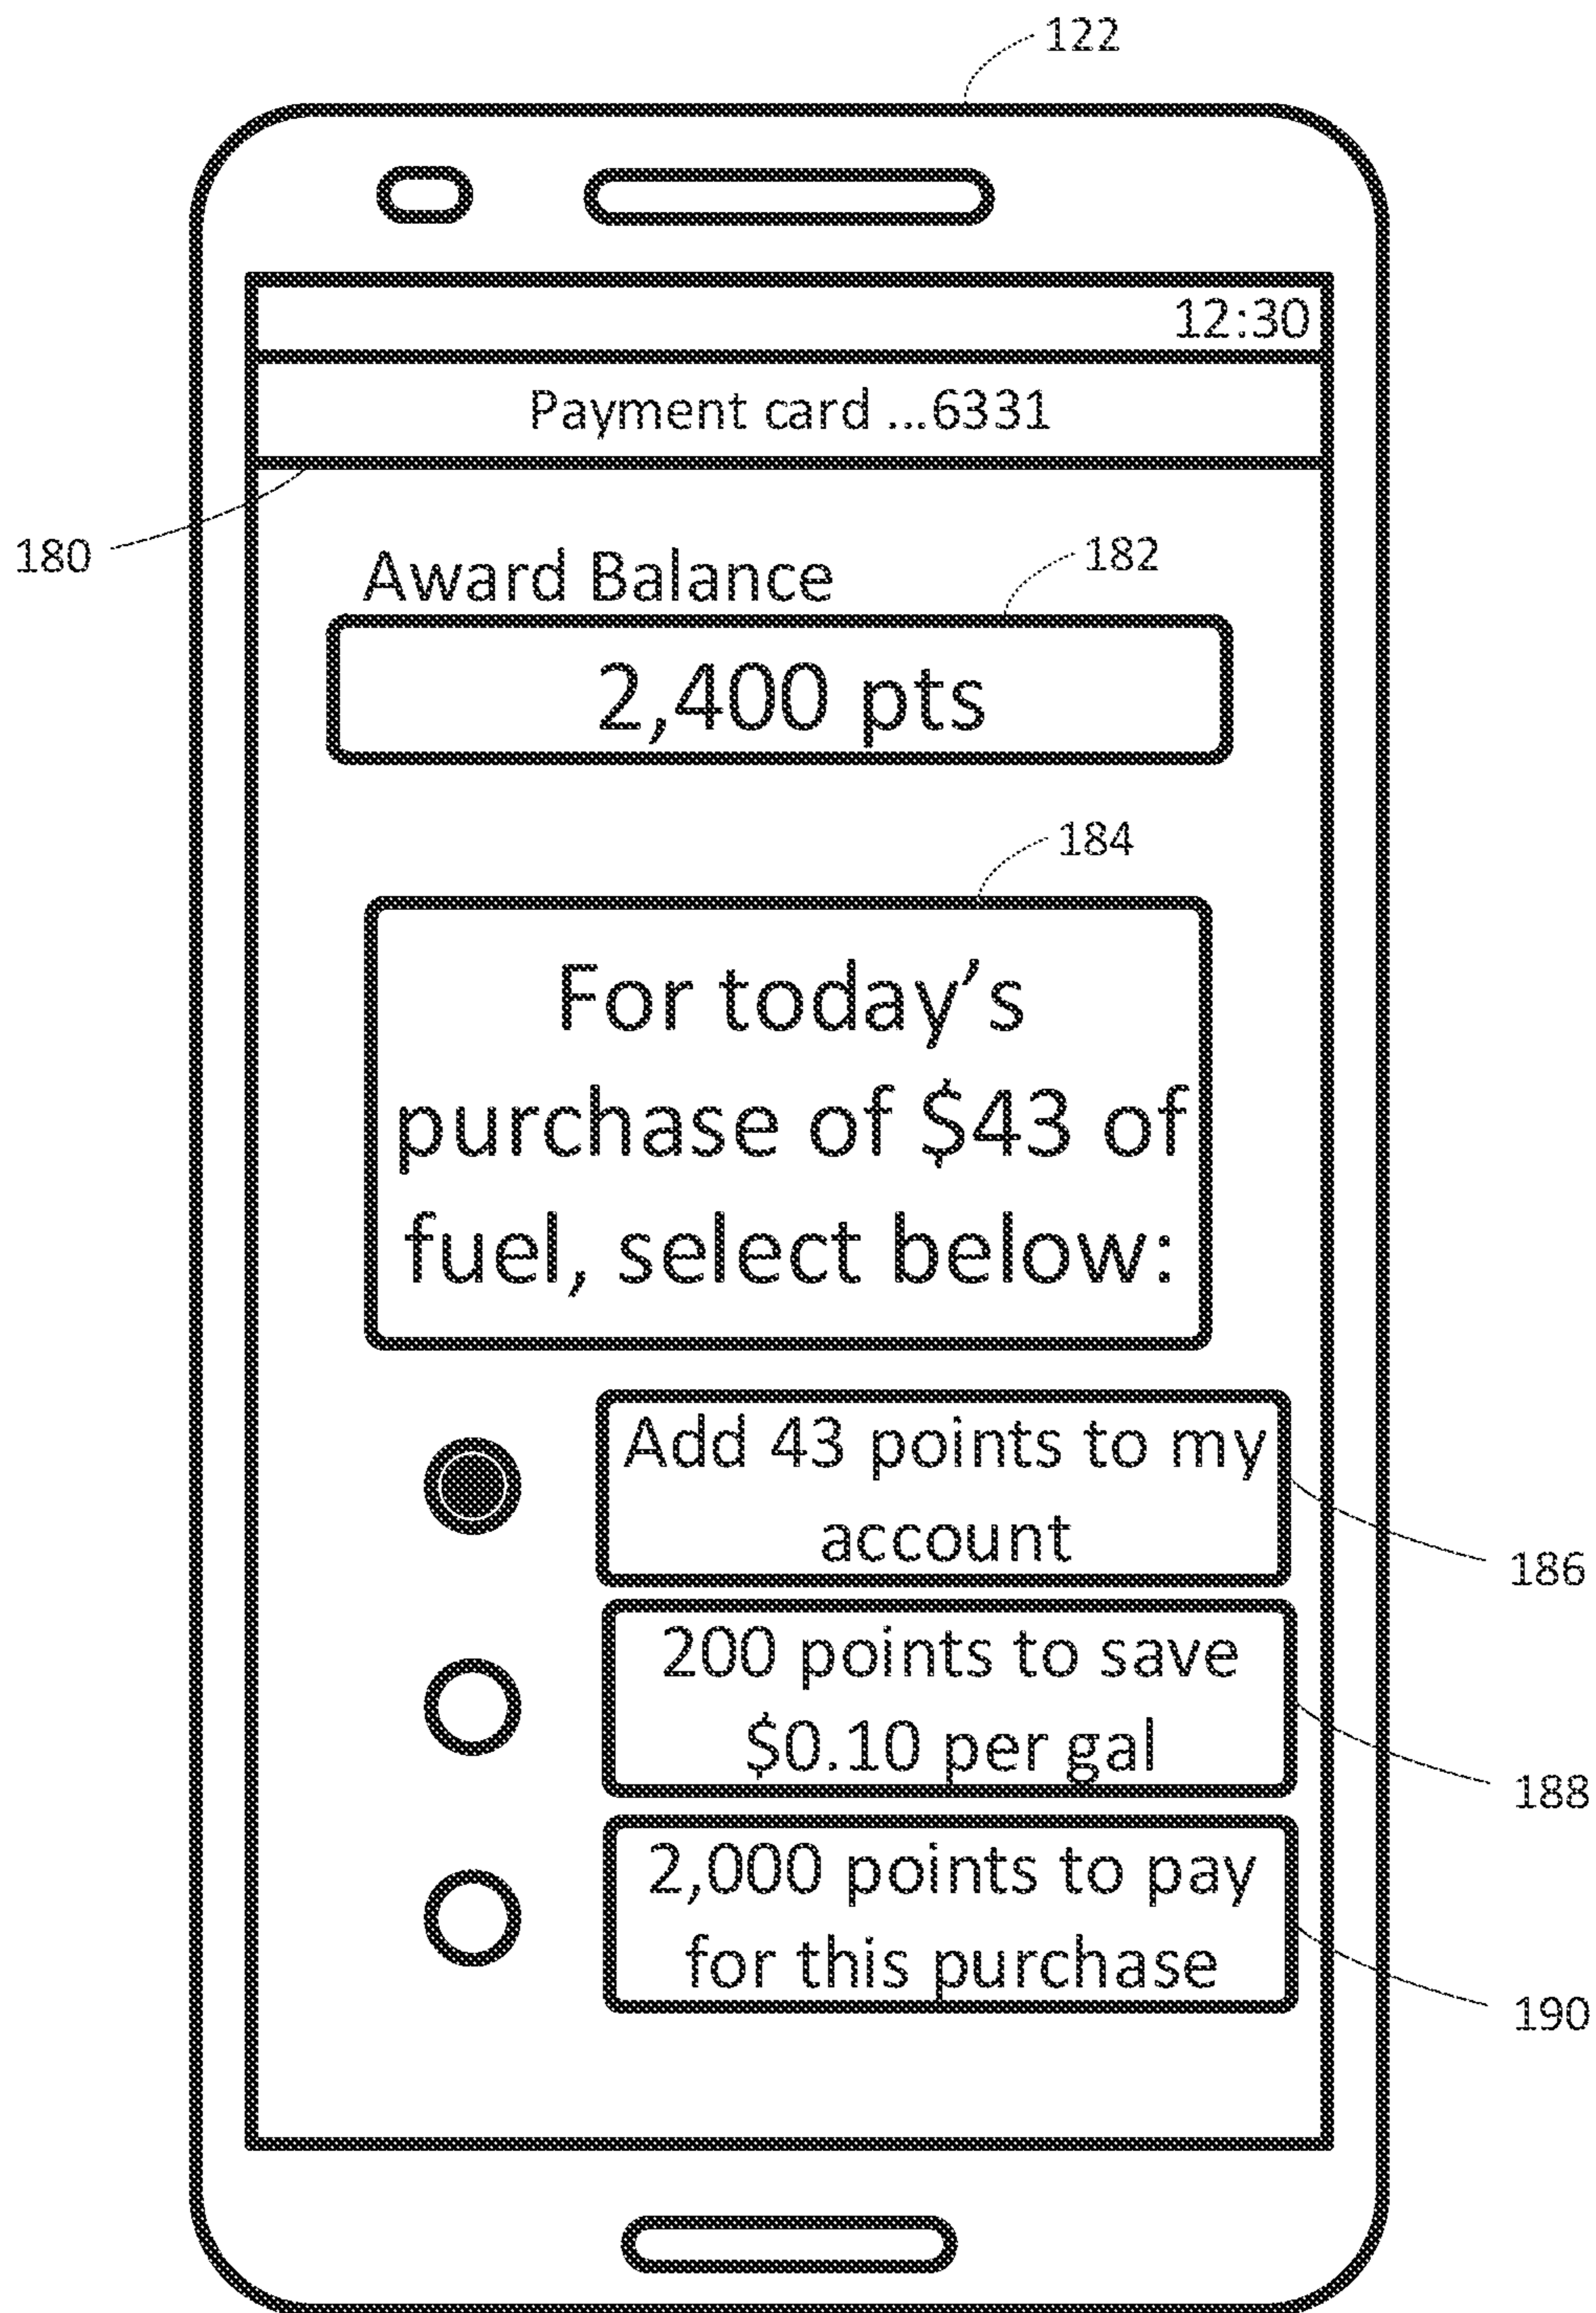 122
12:30
Payment card ...6331
180
Award Balance
182
2,400 pts
184
For today’s
purchase of $43 of
fuel, select below:
Add 43 points to my
account
186
200 points to save
$0.10 per gal
188
2,000 points to pay
for this purchase
190